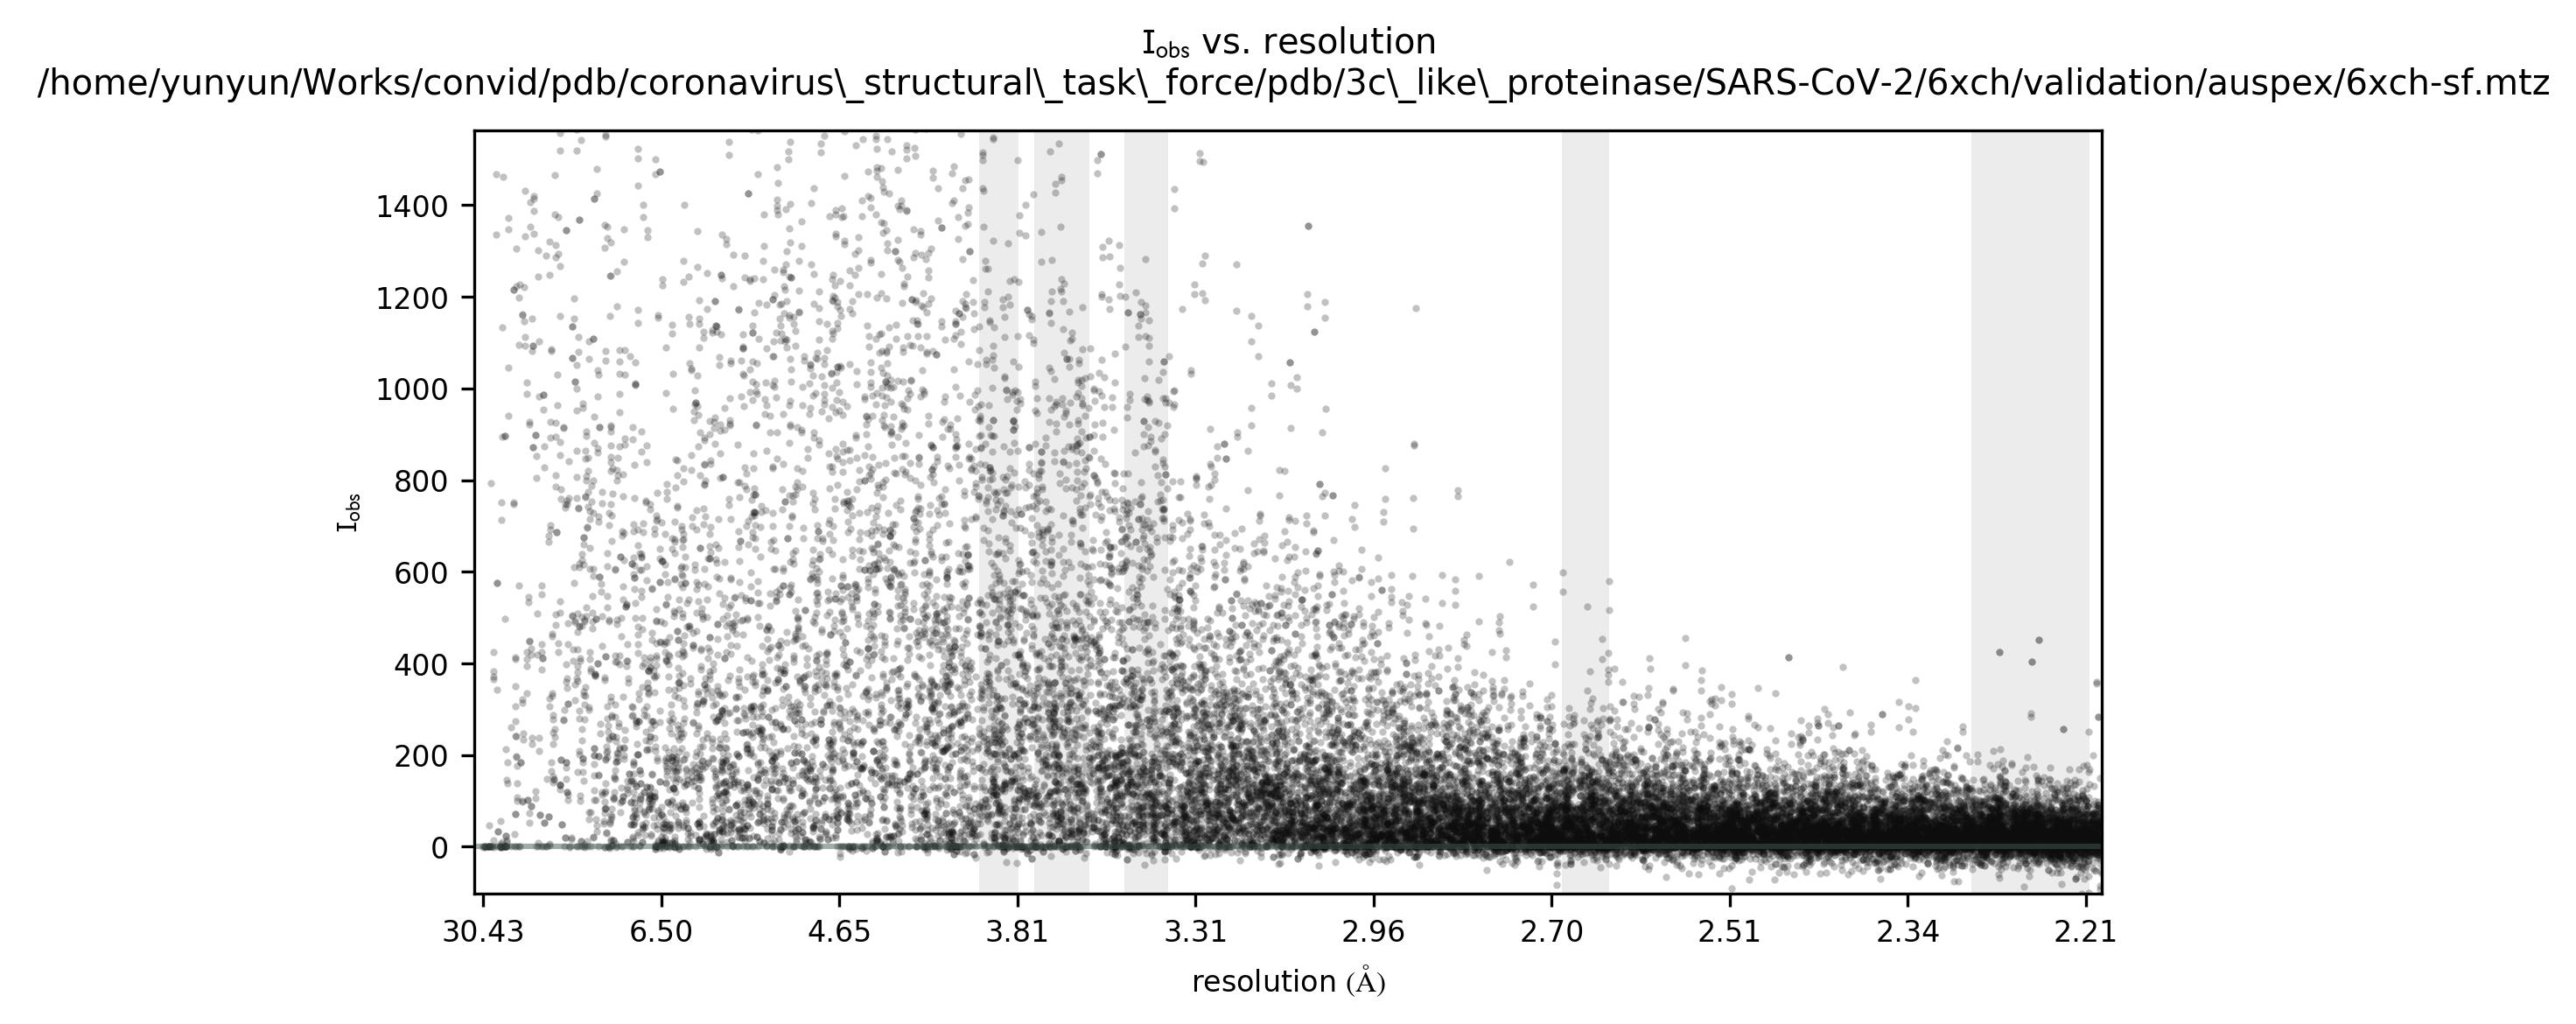 I_obs vs. resolution
/home/yunyun/Works/convid/pdb/coronavirus\_structural\_task\_force/pdb/3c\_like\_proteinase/SARS-CoV-2/6xch/validation/auspex/6xch-sf.mtz
1400
1200
1000
800
600
400
200
0
I_obs
30.43 6.50 4.65 3.81 3.31 2.96 2.70 2.51 2.34 2.21
resolution (Å)